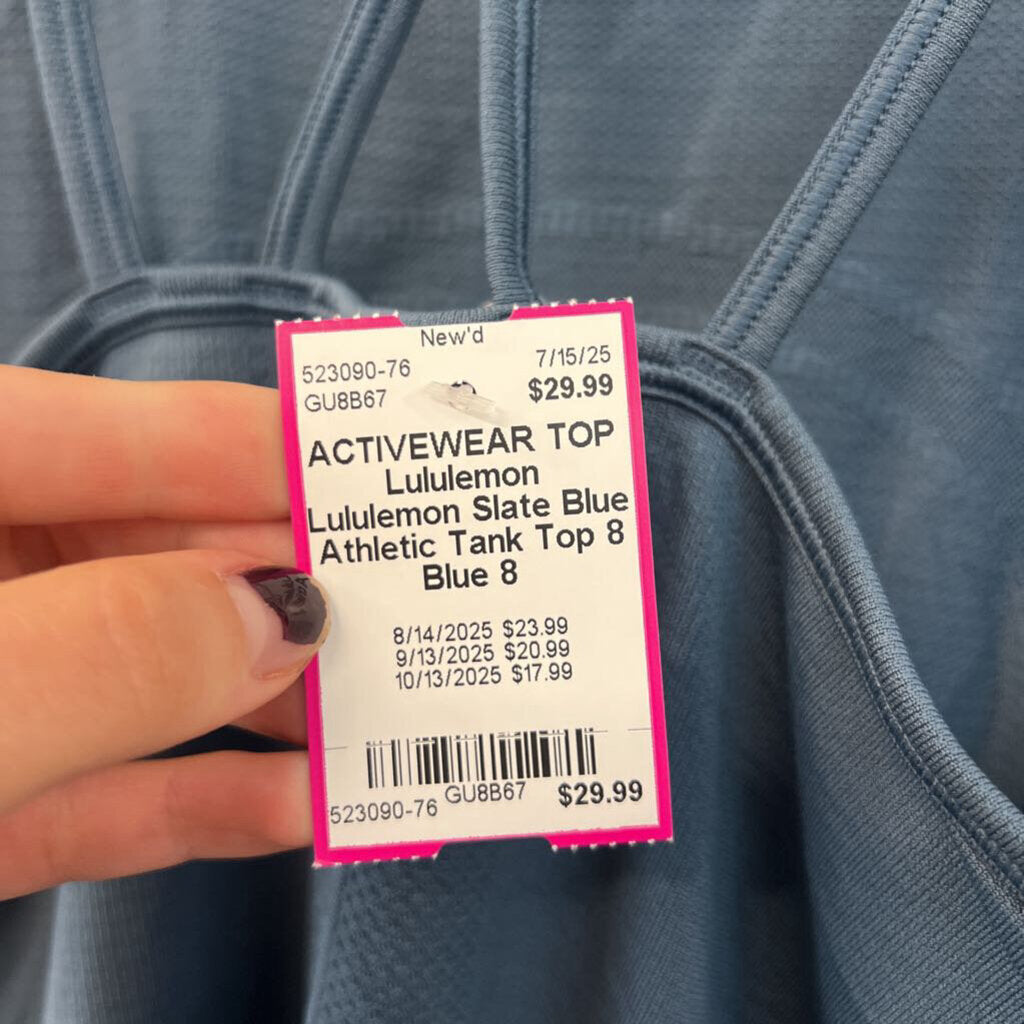 New'd
523090-76 7/15/25
GU8B67 $29.99
ACTIVEWEAR TOP
Lululemon
Lululemon Slate Blue
Athletic Tank Top 8
Blue 8
8/14/2025 $23.99
9/13/2025 $20.99
10/13/2025 $17.99
523090-76 GU8B67 $29.99